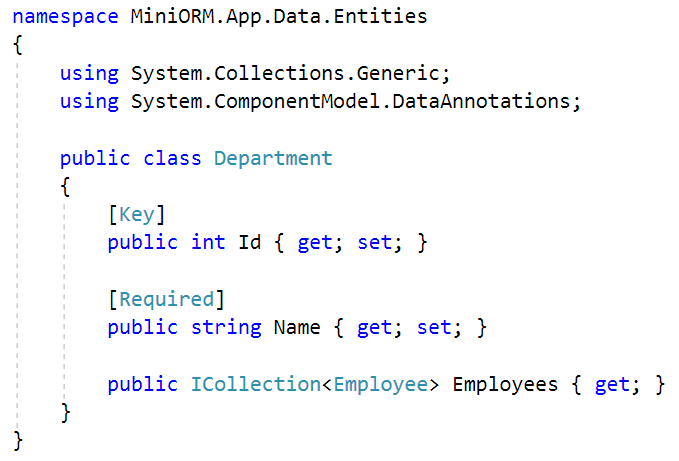 namespace MiniORM.App.Data.Entities
{
    using System.Collections.Generic;
    using System.ComponentModel.DataAnnotations;

    public class Department
    {
        [Key]
        public int Id { get; set; }

        [Required]
        public string Name { get; set; }

        public ICollection<Employee> Employees { get; }
    }
}